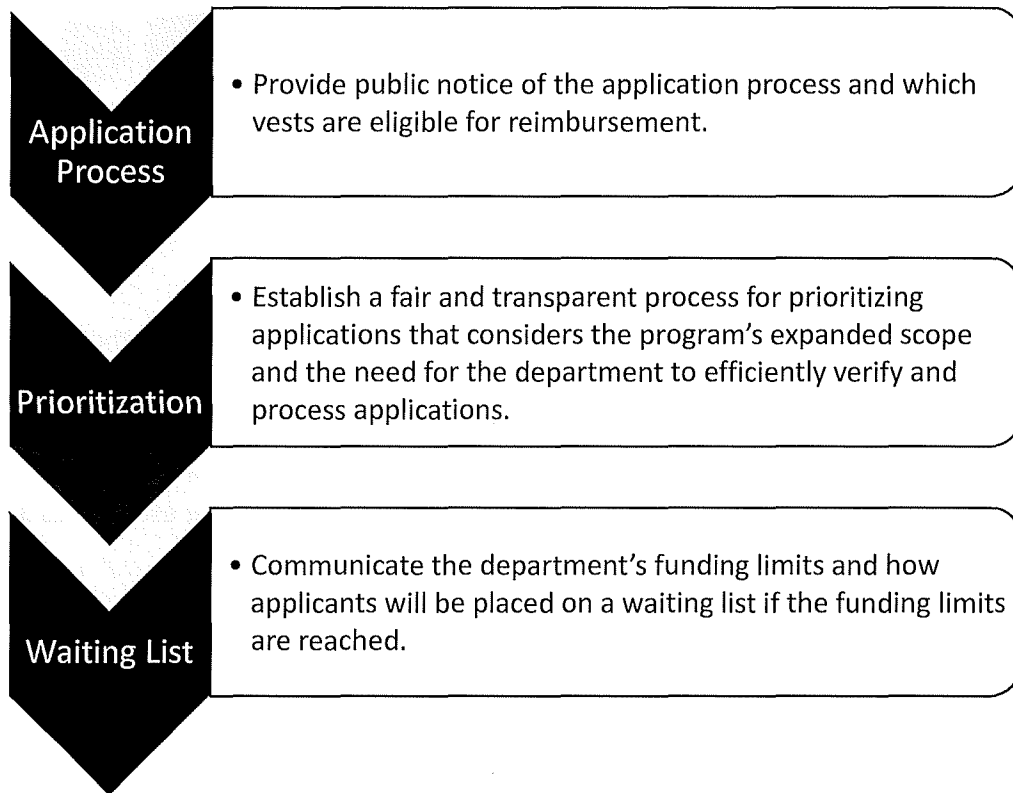 Application
Process
• Provide public notice of the application process and which
vests are eligible for reimbursement.
Prioritization
• Establish a fair and transparent process for prioritizing
applications that considers the program’s expanded scope
and the need for the department to efficiently verify and
process applications.
Waiting List
• Communicate the department’s funding limits and how
applicants will be placed on a waiting list if the funding limits
are reached.